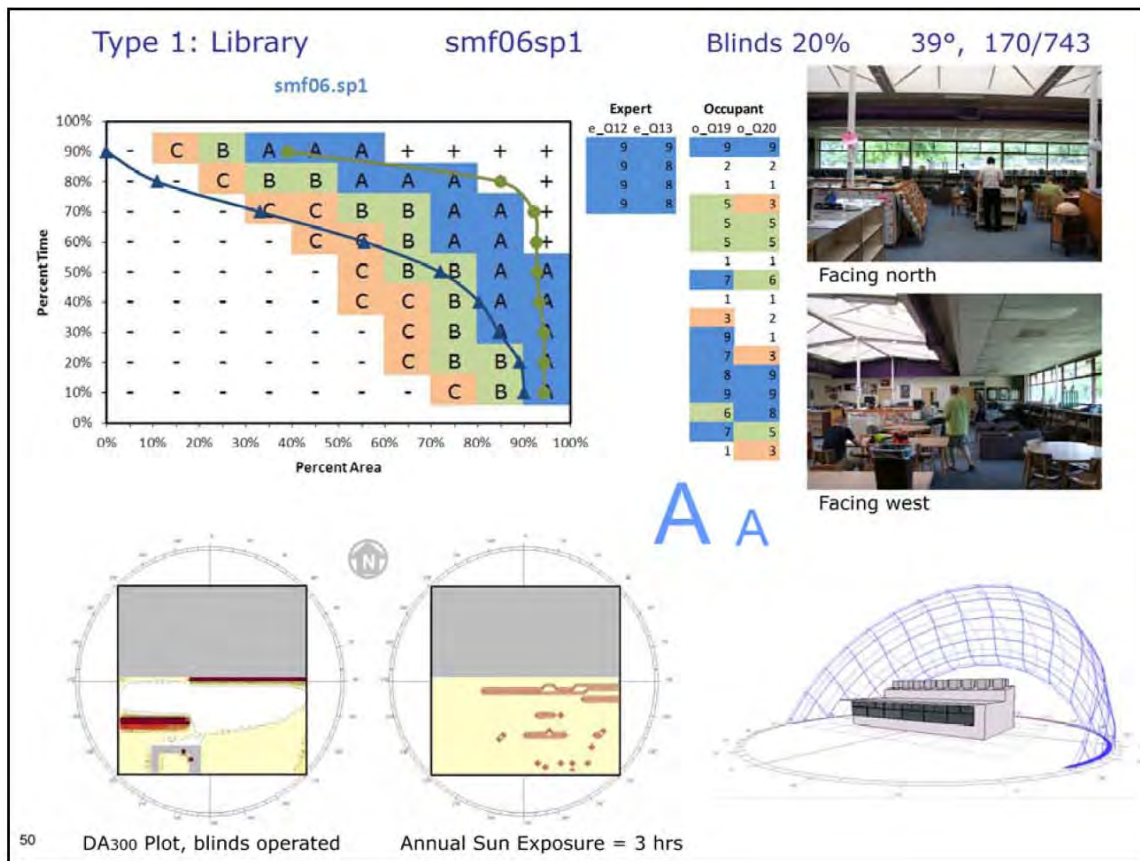 Type 1: Library smf06sp1 Blinds 20% 39°, 170/743
smf06.sp1
Percent Time
100%
90% - C B A A A + + + +
80% - - C B B A A A +
70% - - - C C B B A A +
60% - - - - C C B A A +
50% - - - - - C B B A A
40% - - - - - C C B A A
30% - - - - - - C B A A
20% - - - - - - C B B A
10% - - - - - - - C B A
0%
0% 10% 20% 30% 40% 50% 60% 70% 80% 90% 100%
Percent Area
Expert Occupant
e_Q12 e_Q13 o_Q19 o_Q20
9 9 9 9
9 8 2 2
9 8 1 1
9 8 5 3
5 5
5 5
1 1
7 6
1 1
3 2
9 1
7 3
8 9
9 9
6 8
7 5
1 3
Facing north
Facing west
A A
N
DA300 Plot, blinds operated Annual Sun Exposure = 3 hrs
50